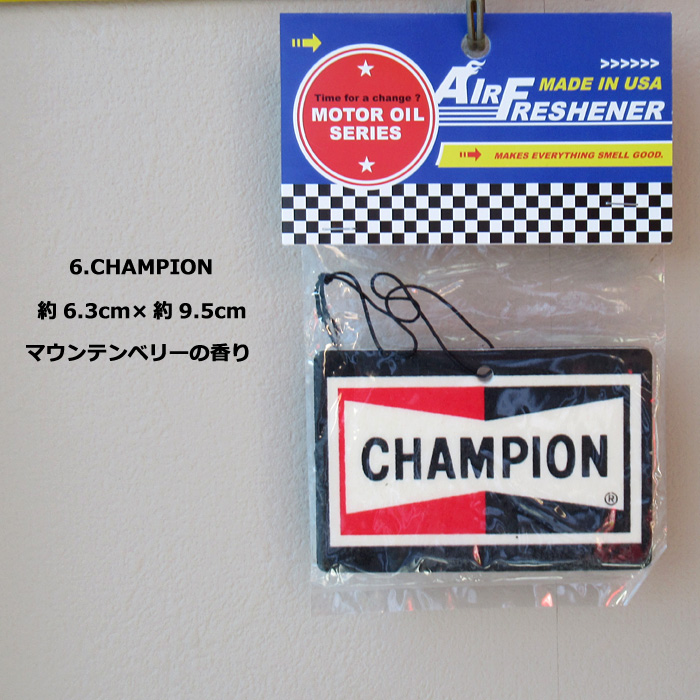 Time for a change ?
MOTOR OIL
SERIES
>>>>>>
MADE IN USA
AIR FRESHENER
MAKES EVERYTHING SMELL GOOD.
6.CHAMPION
約6.3cm×約9.5cm
マウンテンベリーの香り
CHAMPION
®